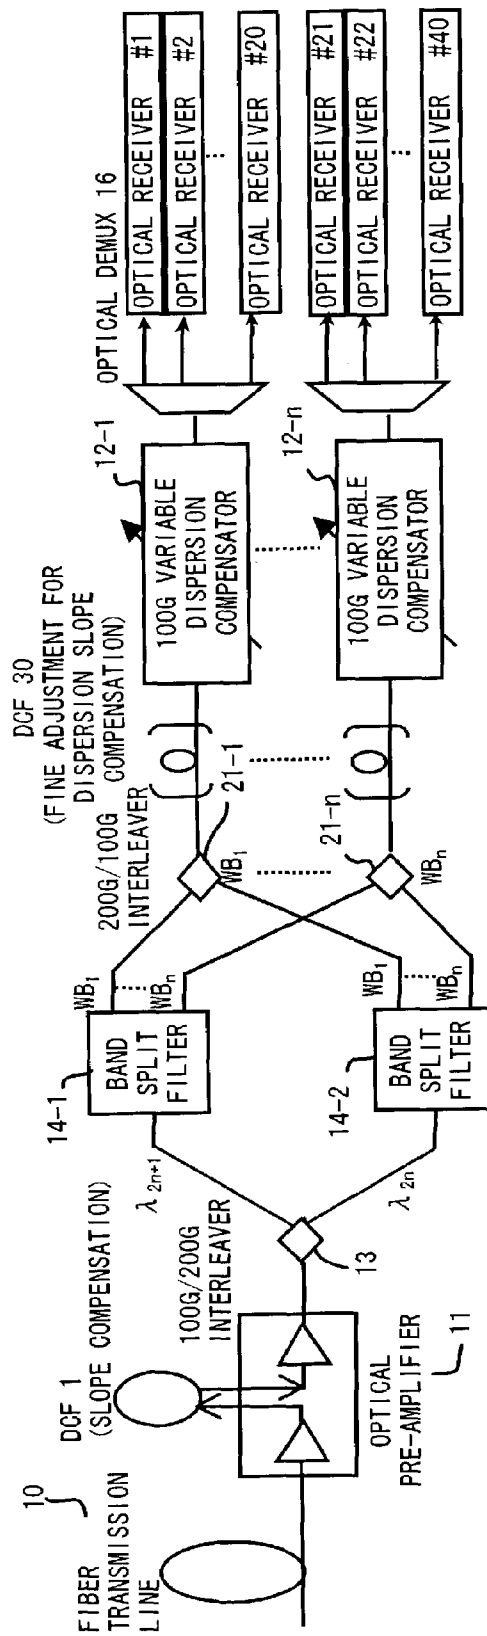 FIBER
TRANSMISSION
LINE
10
DCF 1
(SLOPE COMPENSATION)
OPTICAL
PRE-AMPLIFIER
11
100G/200G
INTERLEAVER
13
λ2n+1
λ2n
14-1
BAND
SPLIT
FILTER
14-2
BAND
SPLIT
FILTER
WB1
WBn
WB1
WBn
200G/100G
INTERLEAVER
21-1
WB1
21-n
WBn
DCF 30
(FINE ADJUSTMENT FOR
DISPERSION SLOPE
COMPENSATION)
12-1
100G VARIABLE
DISPERSION
COMPENSATOR
12-n
100G VARIABLE
DISPERSION
COMPENSATOR
OPTICAL DEMUX 16
OPTICAL RECEIVER #1
OPTICAL RECEIVER #2
OPTICAL RECEIVER #20
OPTICAL RECEIVER #21
OPTICAL RECEIVER #22
OPTICAL RECEIVER #40